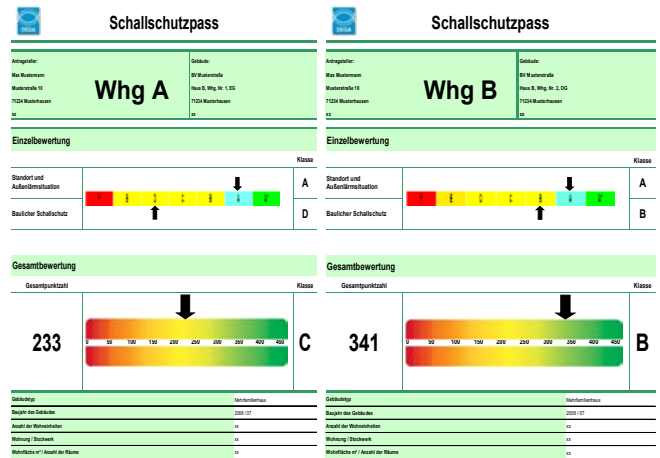 Schallschutzpass
Antragsteller:
Max Mustermann
Musterstraße 10
71234 Musterhausen
xx
Whg A
Gebäude:
BV Musterstraße
Haus B, Whg. Nr. 1, EG
71234 Musterhausen
xx
Einzelbewertung
Klasse
Standort und
Außenlärmsituation
A
Baulicher Schallschutz
D
Gesamtbewertung
Gesamtpunktzahl
Klasse
233
0 50 100 150 200 250 300 350 400 450
C
Gebäudetyp
Mehrfamilienhaus
Baujahr des Gebäudes
2006 / 07
Anzahl der Wohneinheiten
xx
Wohnung / Stockwerk
xx
Wohnfläche m² / Anzahl der Räume
xx
Schallschutzpass
Antragsteller:
Max Mustermann
Musterstraße 10
71234 Musterhausen
xx
Whg B
Gebäude:
BV Musterstraße
Haus B, Whg. Nr. 2, OG
71234 Musterhausen
xx
Einzelbewertung
Klasse
Standort und
Außenlärmsituation
A
Baulicher Schallschutz
B
Gesamtbewertung
Gesamtpunktzahl
Klasse
341
0 50 100 150 200 250 300 350 400 450
B
Gebäudetyp
Mehrfamilienhaus
Baujahr des Gebäudes
2006 / 07
Anzahl der Wohneinheiten
xx
Wohnung / Stockwerk
xx
Wohnfläche m² / Anzahl der Räume
xx